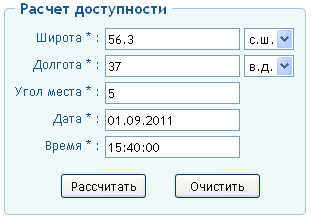 Расчет доступности
Широта * : 56.3 с.ш.
Долгота * : 37 в.д.
Угол места * : 5
Дата * : 01.09.2011
Время * : 15:40:00
Рассчитать Очистить